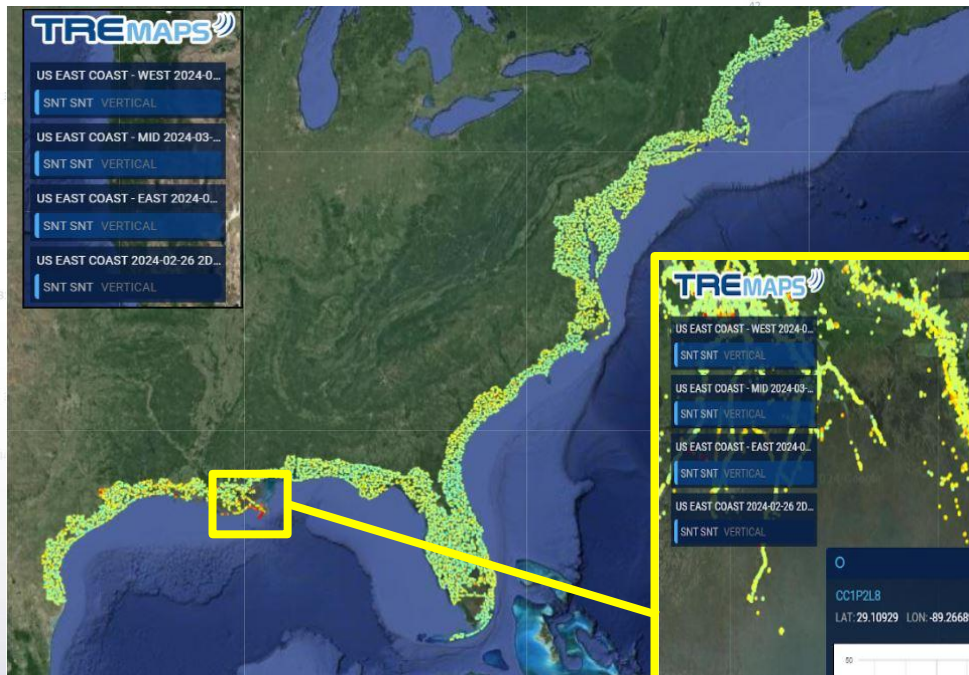 TREMAPS
US EAST COAST - WEST 2024-0...
SNT SNT VERTICAL
US EAST COAST - MID 2024-03-...
SNT SNT VERTICAL
US EAST COAST - EAST 2024-0...
SNT SNT VERTICAL
US EAST COAST 2024-02-26 2D...
SNT SNT VERTICAL
TREMAPS
US EAST COAST - WEST 2024-0...
SNT SNT VERTICAL
US EAST COAST - MID 2024-03-...
SNT SNT VERTICAL
US EAST COAST - EAST 2024-0...
SNT SNT VERTICAL
US EAST COAST 2024-02-26 2D...
SNT SNT VERTICAL
CC1P2L8
LAT: 29.10929 LON: -89.2668
50